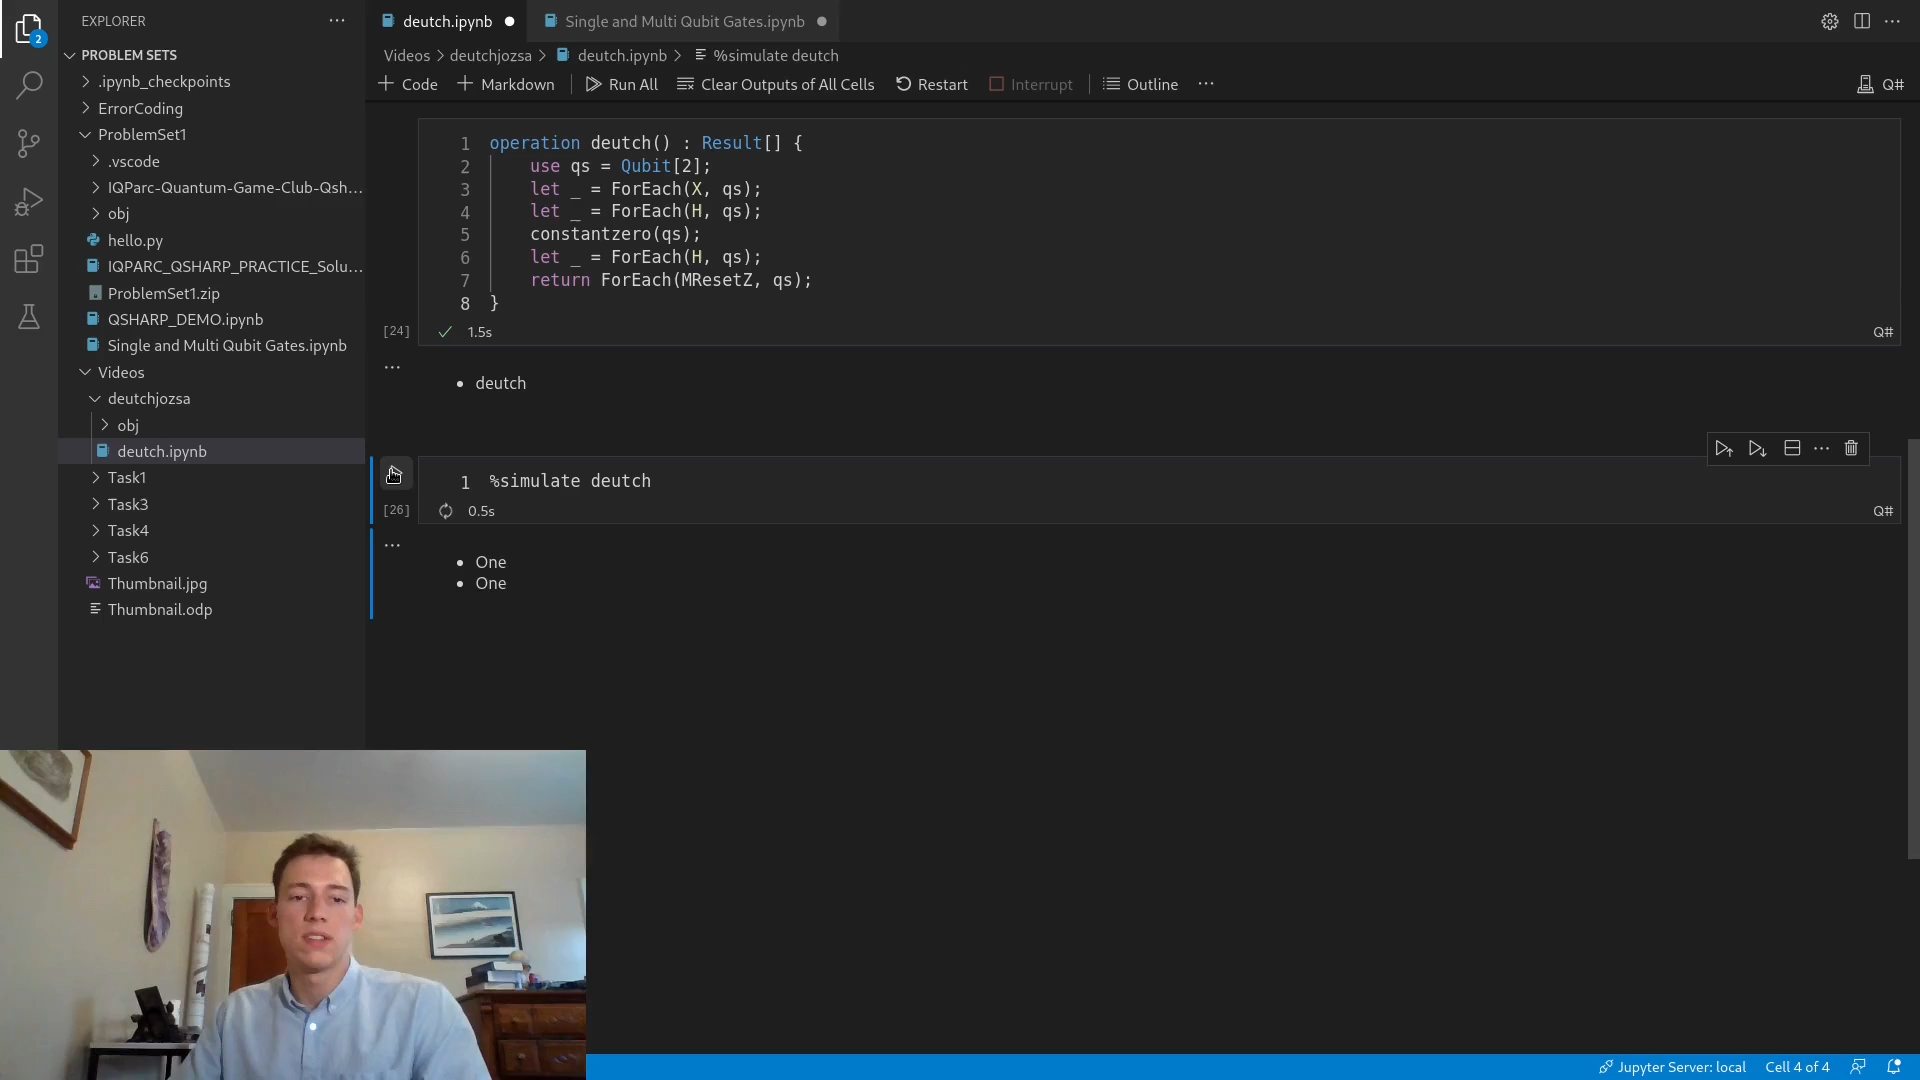 EXPLORER
PROBLEM SETS
.ipynb_checkpoints
ErrorCoding
ProblemSet1
.vscode
IQParc-Quantum-Game-Club-Qsh...
obj
hello.py
IQPARC_QSHARP_PRACTICE_Solu...
ProblemSet1.zip
QSHARP_DEMO.ipynb
Single and Multi Qubit Gates.ipynb
Videos
deutchjozsa
obj
deutch.ipynb
Task1
Task3
Task4
Task6
Thumbnail.jpg
Thumbnail.odp
2
deutch.ipynb
Single and Multi Qubit Gates.ipynb
Videos > deutchjozsa > deutch.ipynb > %simulate deutch
+ Code + Markdown Run All Clear Outputs of All Cells Restart Interrupt Outline ... Q#
1 operation deutch() : Result[] {
2 use qs = Qubit[2];
3 let _ = ForEach(X, qs);
4 let _ = ForEach(H, qs);
5 constantzero(qs);
6 let _ = ForEach(H, qs);
7 return ForEach(MResetZ, qs);
8 }
[24] 1.5s Q#
• deutch
1 %simulate deutch
[26] 0.5s Q#
• One
• One
Jupyter Server: local Cell 4 of 4